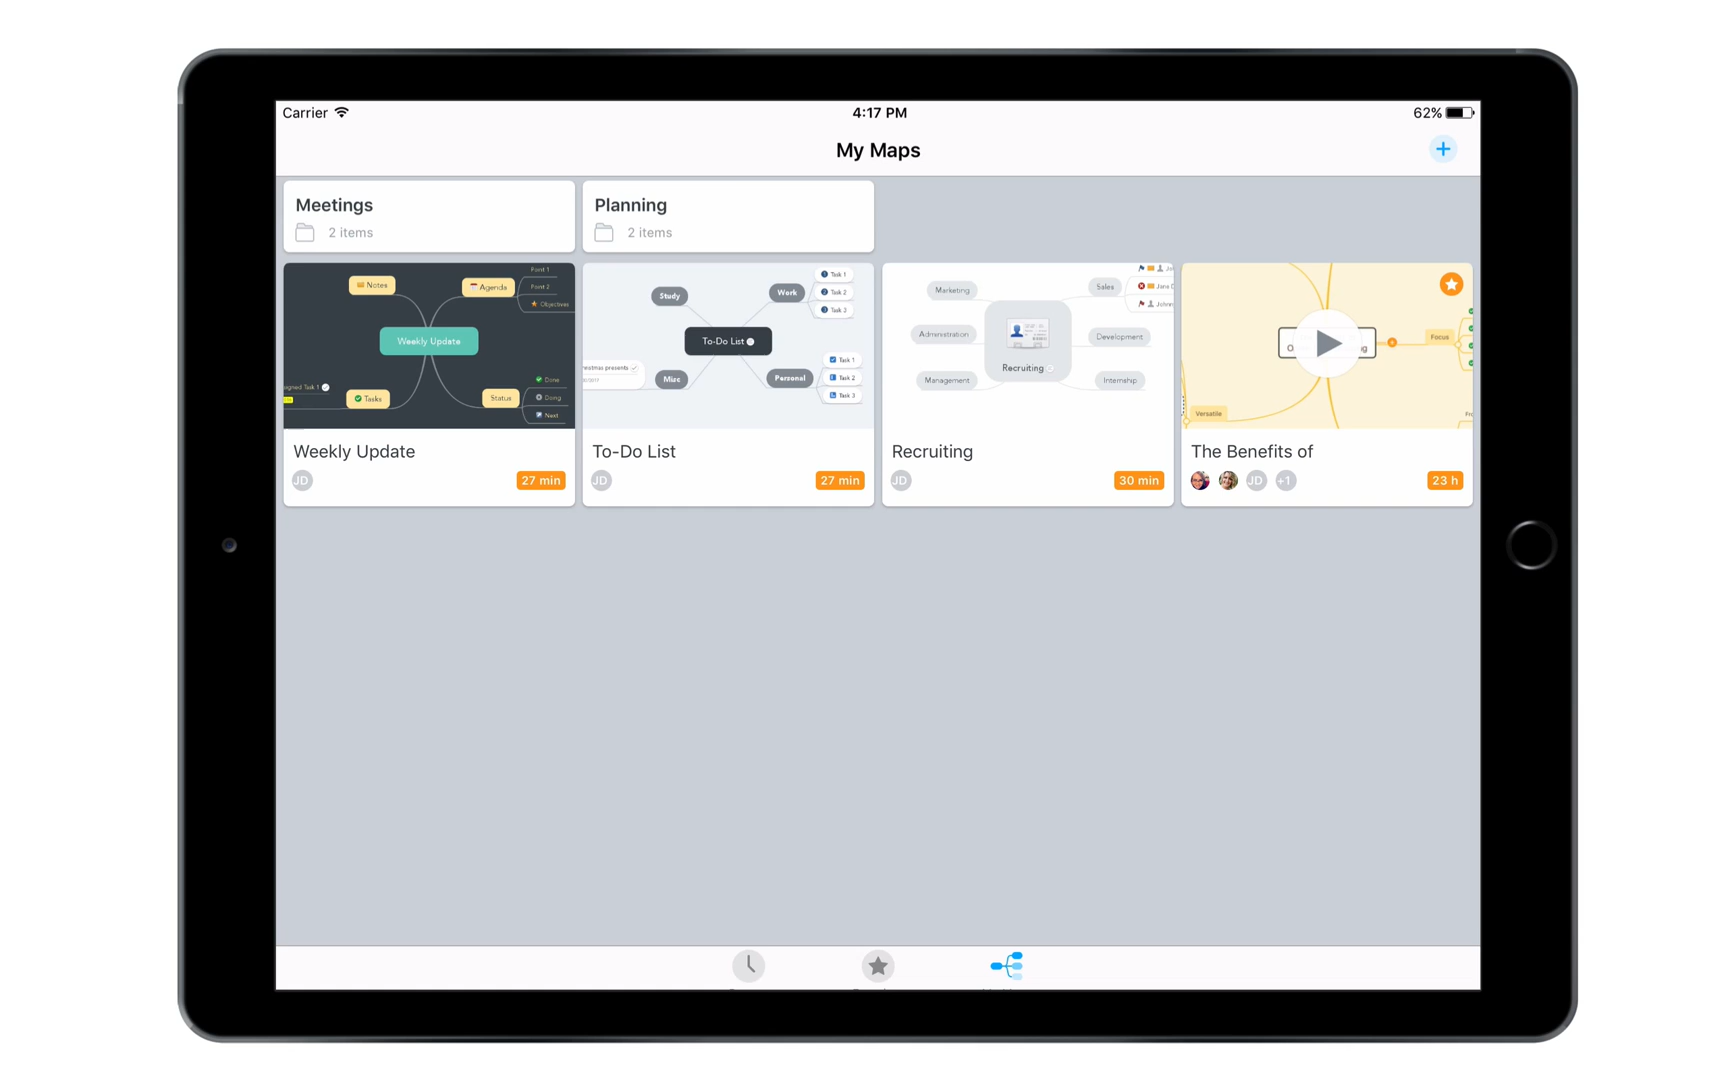 Carrier
4:17 PM
62%
My Maps
Meetings
2 items
Planning
2 items
Notes
Agenda
Point 1
Point 2
Objectives
Weekly Update
Tasks
Status
Done
Doing
Next
Weekly Update
JD
27 min
Study
Work
Task 1
Task 2
Task 3
To-Do List
Misc
Personal
Task 1
Task 2
Task 3
To-Do List
JD
27 min
Marketing
Sales
Administration
Development
Management
Internship
Recruiting
Recruiting
JD
30 min
Focus
Versatile
The Benefits of
JD
+1
23 h